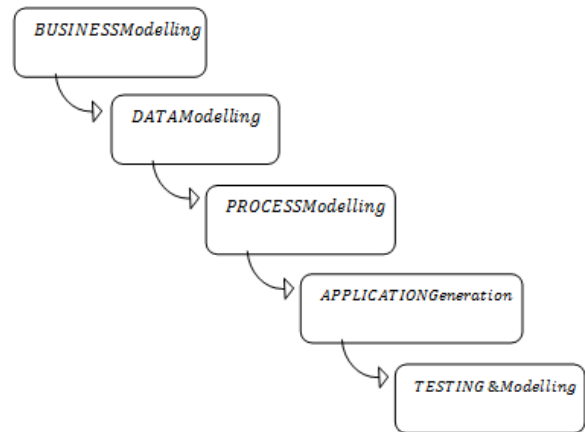 BUSINESSModelling
DATAModelling
PROCESSModelling
APPLICATIONGeneration
TESTING &Modelling